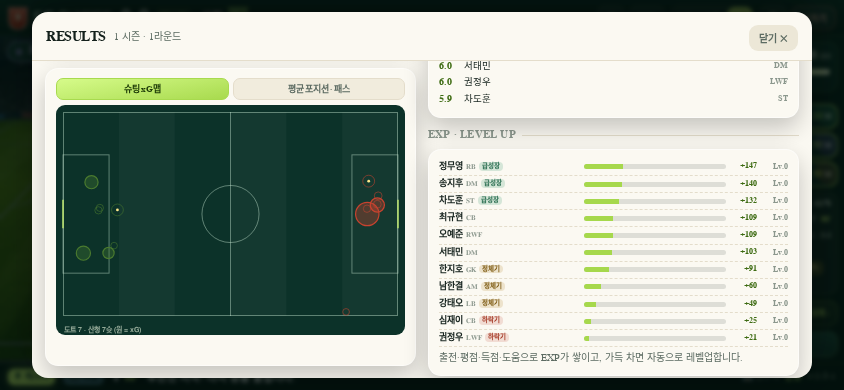 RESULTS 1 시즌 · 1라운드
닫기 ✕
슈팅 xG맵
평균 포지션·패스
도트 7 · 산형 7슛 (원 = xG)
6.0 서태민 DM
6.0 권정우 LWF
5.9 차도훈 ST
EXP · LEVEL UP
정무영 RB 급성장 +147 Lv.0
송지후 DM 급성장 +140 Lv.0
차도훈 ST 급성장 +132 Lv.0
최규현 CB +109 Lv.0
오예준 RWF +109 Lv.0
서태민 DM +103 Lv.0
한지호 GK 정체기 +91 Lv.0
남한결 AM 정체기 +60 Lv.0
강태오 LB 정체기 +49 Lv.0
심재이 CB 하락기 +25 Lv.0
권정우 LWF 하락기 +21 Lv.0
출전·평점·득점·도움으로 EXP가 쌓이고, 가득 차면 자동으로 레벨업합니다.